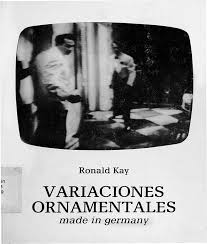 Ronald Kay
VARIACIONES
ORNAMENTALES
made in germany